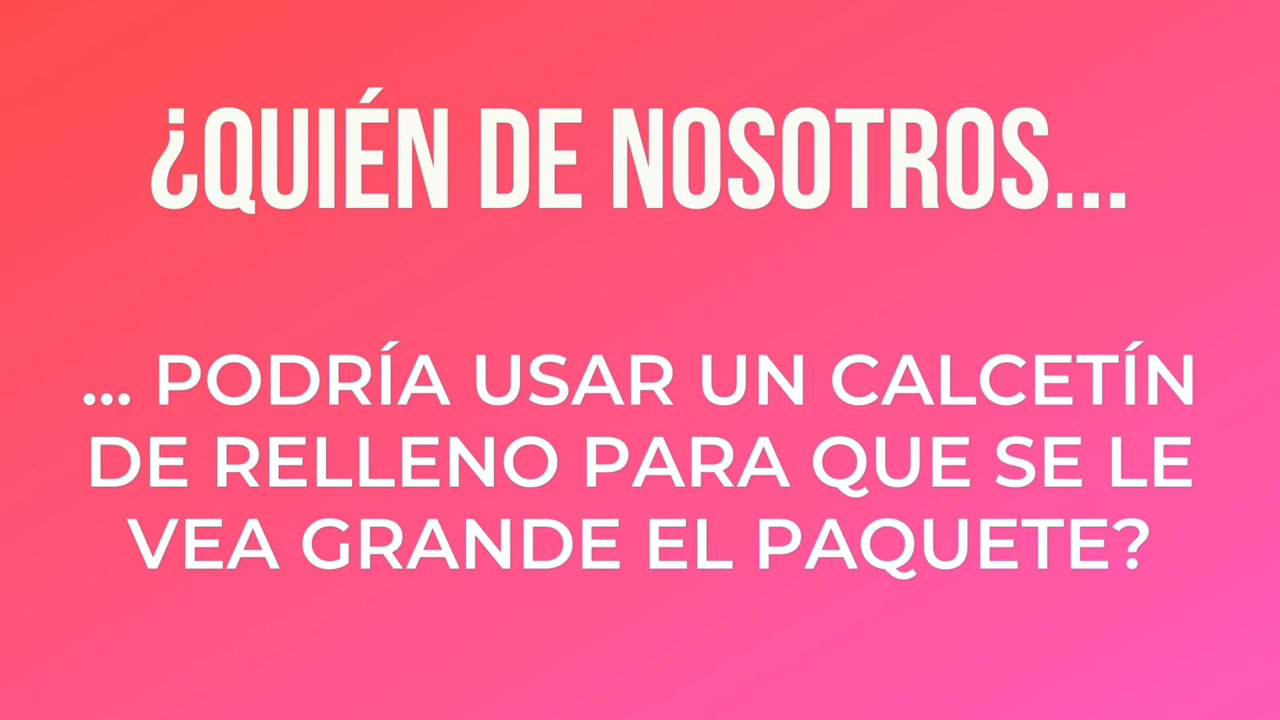 ¿QUIÉN DE NOSOTROS...
... PODRÍA USAR UN CALCETÍN
DE RELLENO PARA QUE SE LE
VEA GRANDE EL PAQUETE?